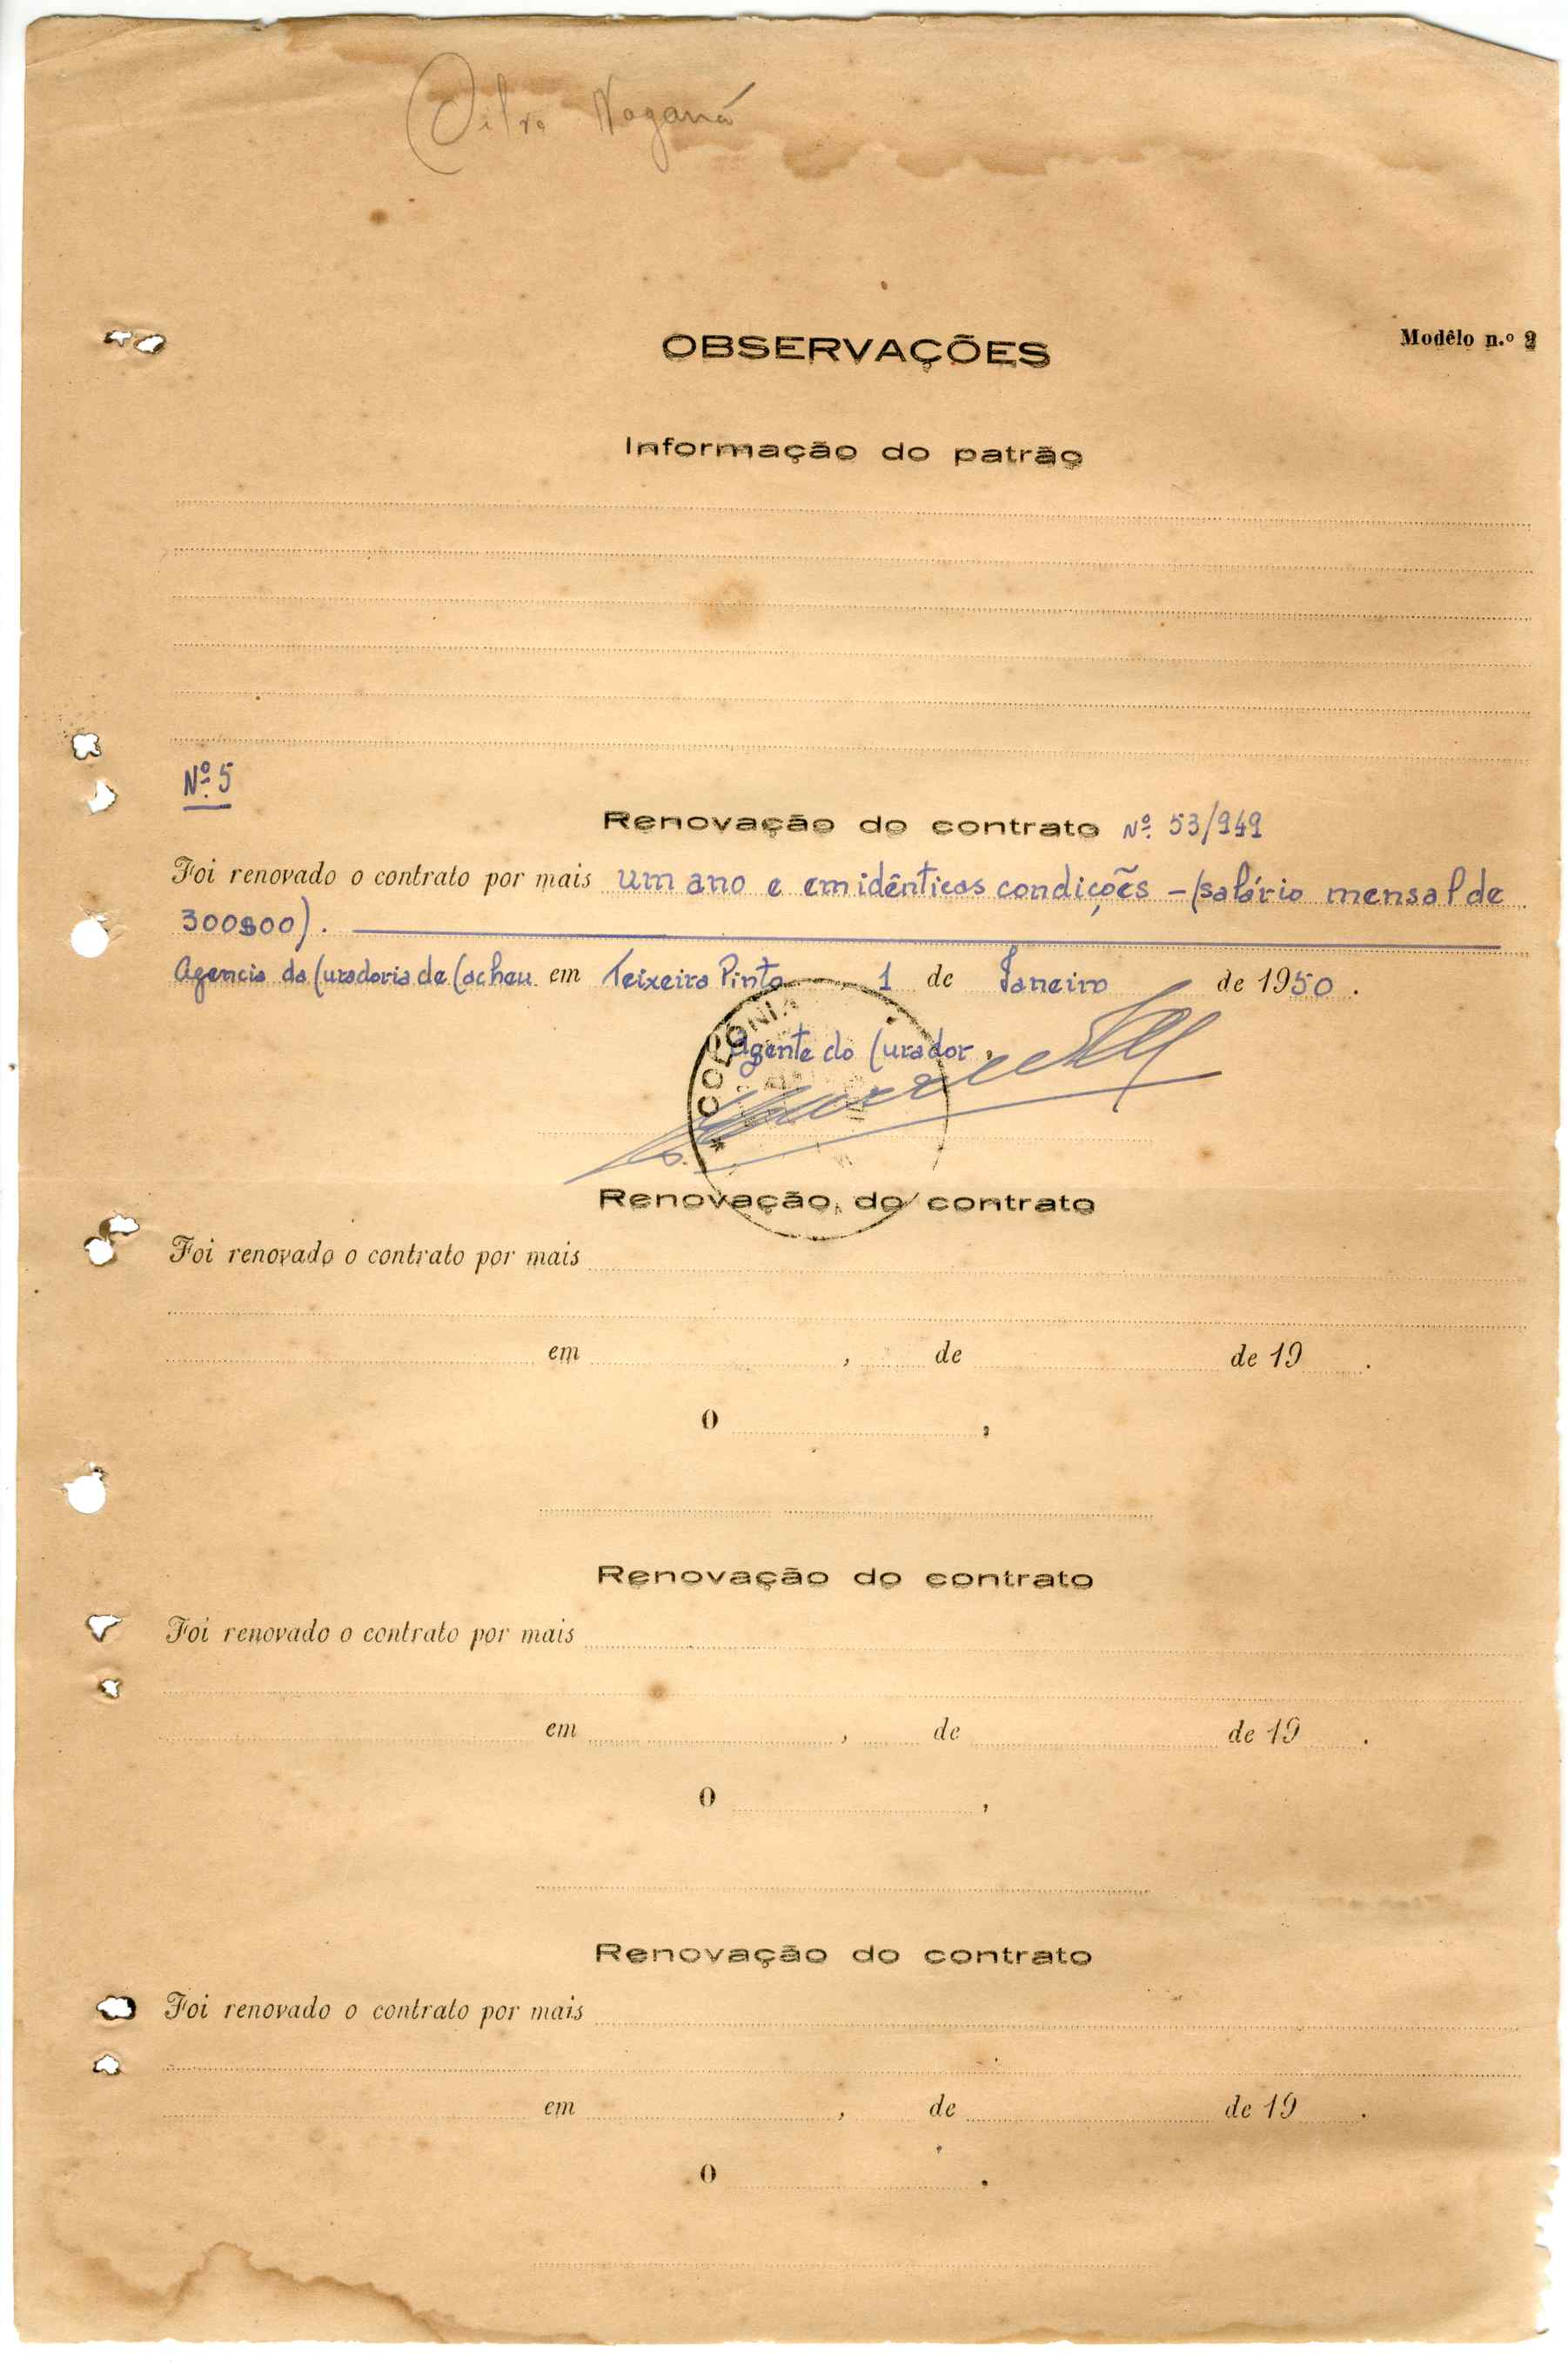 OBSERVAÇÕES
Modêlo n.º 2
Informação do patrão
Nº 5
Renovação do contrato Nº 53/949
Foi renovado o contrato por mais um ano e em idênticas condições - (salário mensal de
300$00).
Agencia da Curadoria de Cacheu em Teixeira Pinto, 1 de Janeiro de 1950.
Agente do Curador,
* COLONIA
Renovação do contrato
Foi renovado o contrato por mais
em , de de 19 .
O ,
Renovação do contrato
Foi renovado o contrato por mais
em , de de 19 .
O ,
Renovação do contrato
Foi renovado o contrato por mais
em , de de 19 .
O .